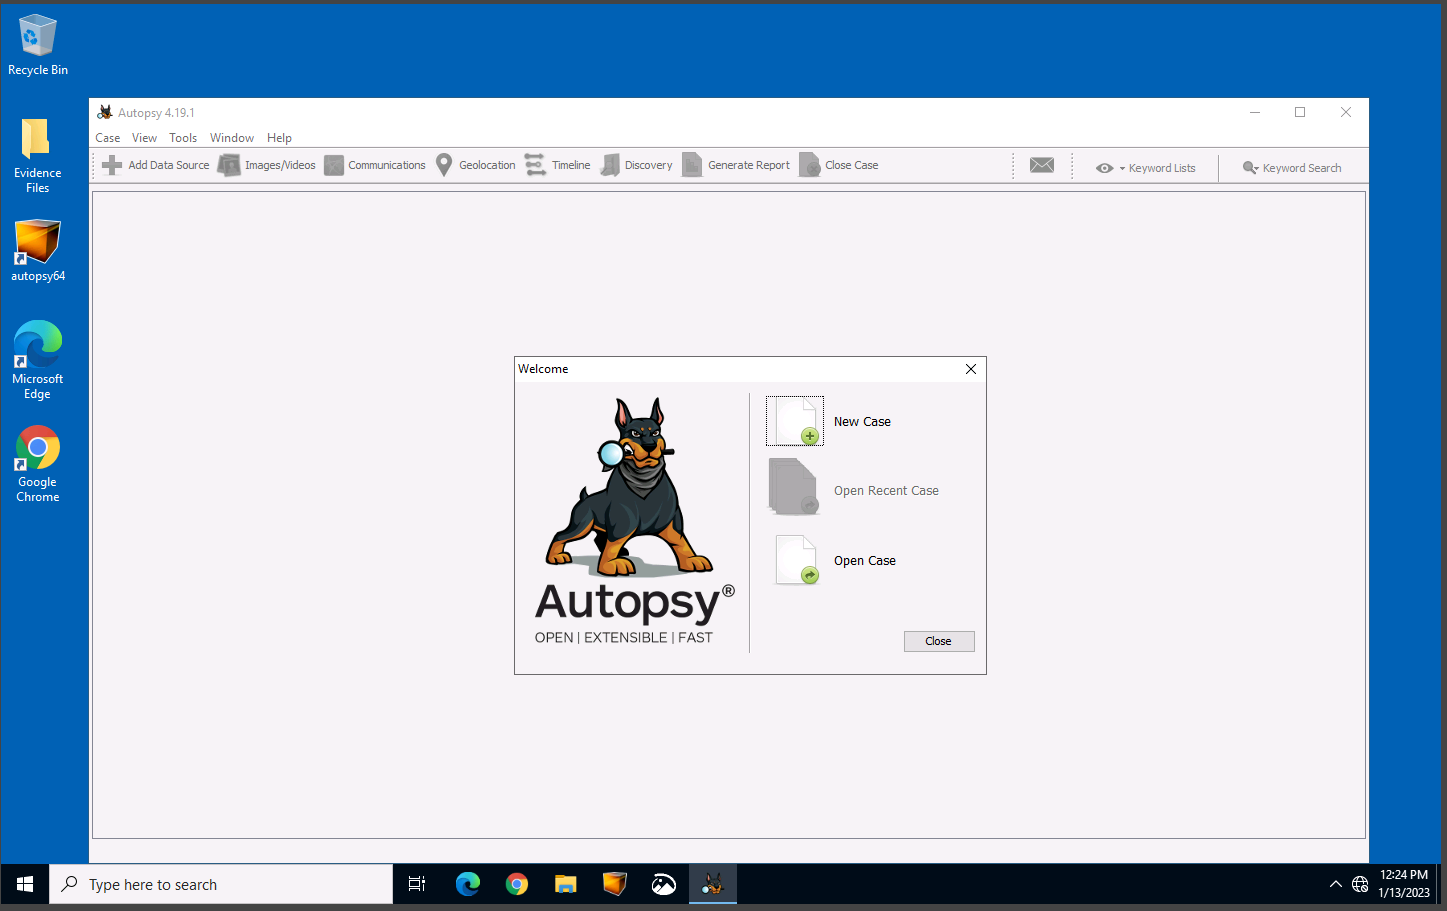 Recycle Bin
Evidence
Files
autopsy64
Microsoft
Edge
Google
Chrome
Autopsy 4.19.1
Case View Tools Window Help
Add Data Source Images/Videos Communications Geolocation Timeline Discovery Generate Report Close Case Keyword Lists Keyword Search
Welcome
New Case
Open Recent Case
Open Case
Autopsy®
OPEN | EXTENSIBLE | FAST
Close
Type here to search
12:24 PM
1/13/2023